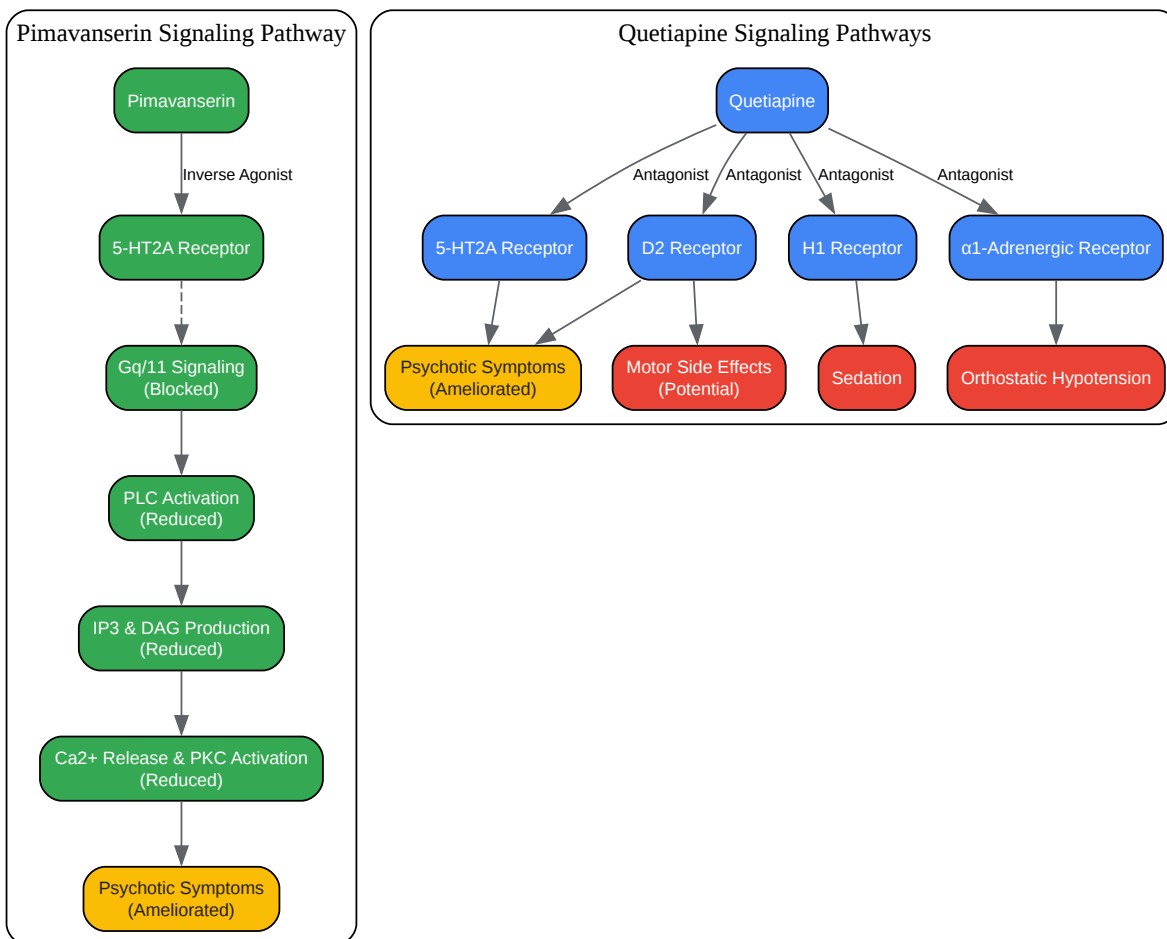 Pimavanserin Signaling Pathway
Pimavanserin
Inverse Agonist
5-HT2A Receptor
Gq/11 Signaling
(Blocked)
PLC Activation
(Reduced)
IP3 & DAG Production
(Reduced)
Ca2+ Release & PKC Activation
(Reduced)
Psychotic Symptoms
(Ameliorated)
Quetiapine Signaling Pathways
Quetiapine
Antagonist
Antagonist
Antagonist
Antagonist
5-HT2A Receptor
D2 Receptor
H1 Receptor
α1-Adrenergic Receptor
Psychotic Symptoms
(Ameliorated)
Motor Side Effects
(Potential)
Sedation
Orthostatic Hypotension